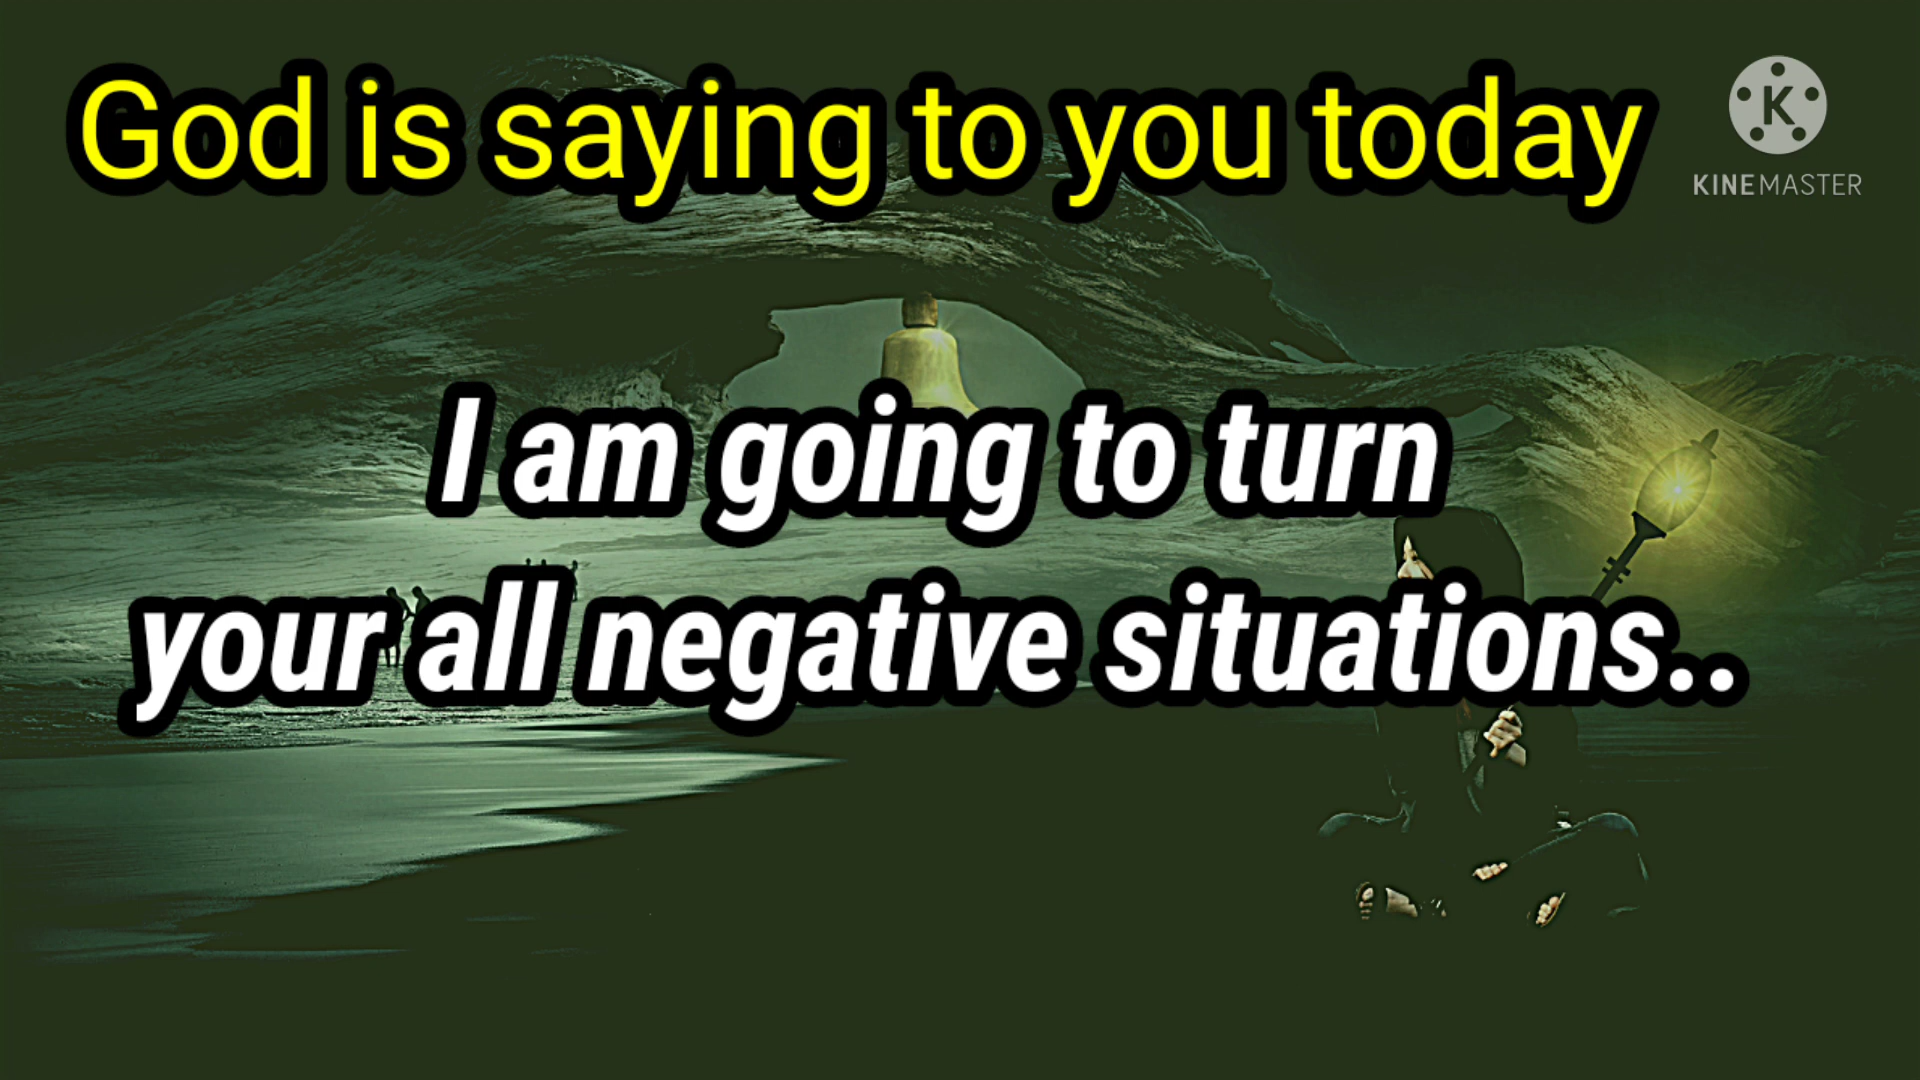 God is saying to you today
K
KINEMASTER
I am going to turn
your all negative situations..